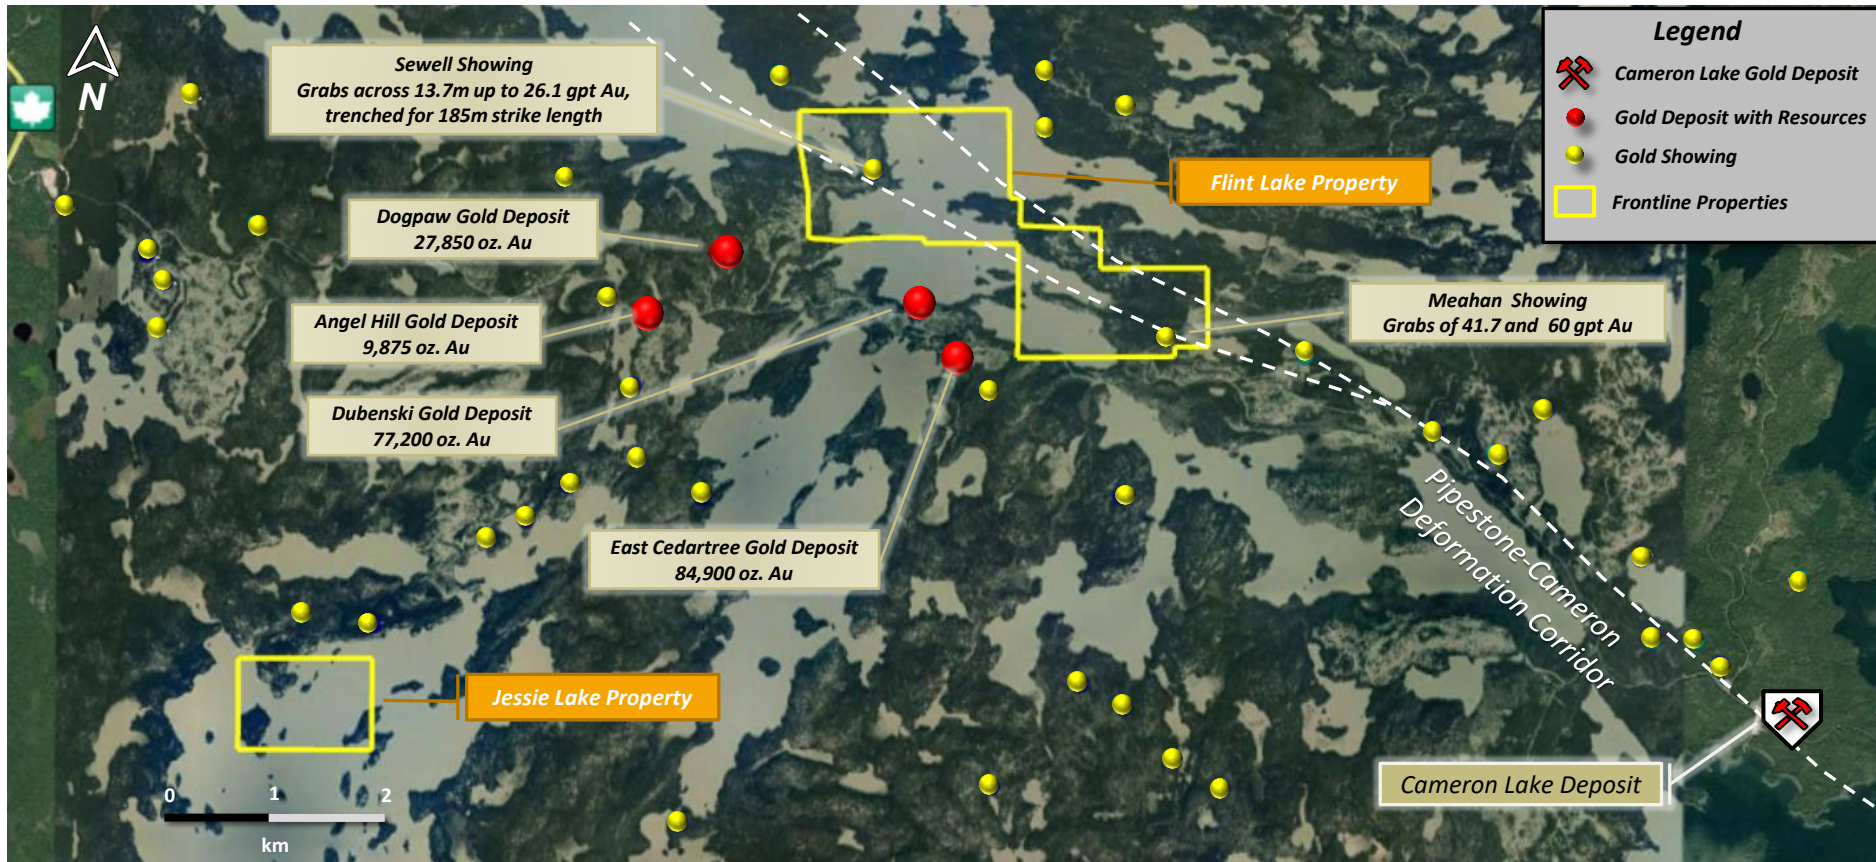 N
Sewell Showing
Grabs across 13.7m up to 26.1 gpt Au,
trenched for 185m strike length
Legend
Cameron Lake Gold Deposit
Gold Deposit with Resources
Gold Showing
Frontline Properties
Flint Lake Property
Dogpaw Gold Deposit
27,850 oz. Au
Angel Hill Gold Deposit
9,875 oz. Au
Meahan Showing
Grabs of 41.7 and 60 gpt Au
Dubenski Gold Deposit
77,200 oz. Au
East Cedartree Gold Deposit
84,900 oz. Au
Pipestone-Cameron
Deformation Corridor
Jessie Lake Property
Cameron Lake Deposit
0 1 2
km